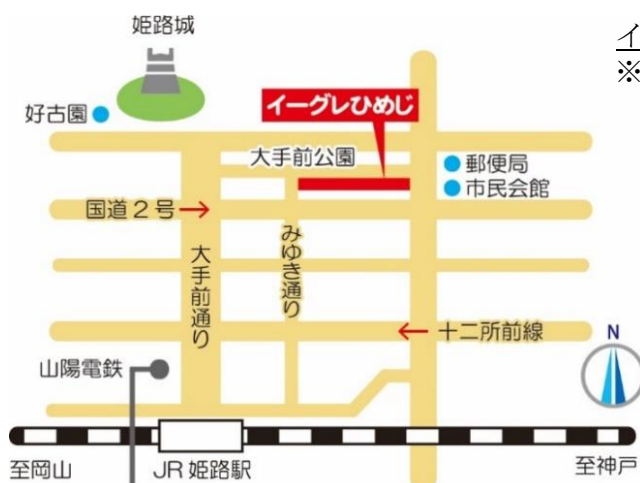 姫路城
イ
※
好古園
イーグレひめじ
大手前公園
郵便局
市民会館
国道2号
大手前通り
みゆき通り
十二所前線
山陽電鉄
N
至岡山
JR 姫路駅
至神戸